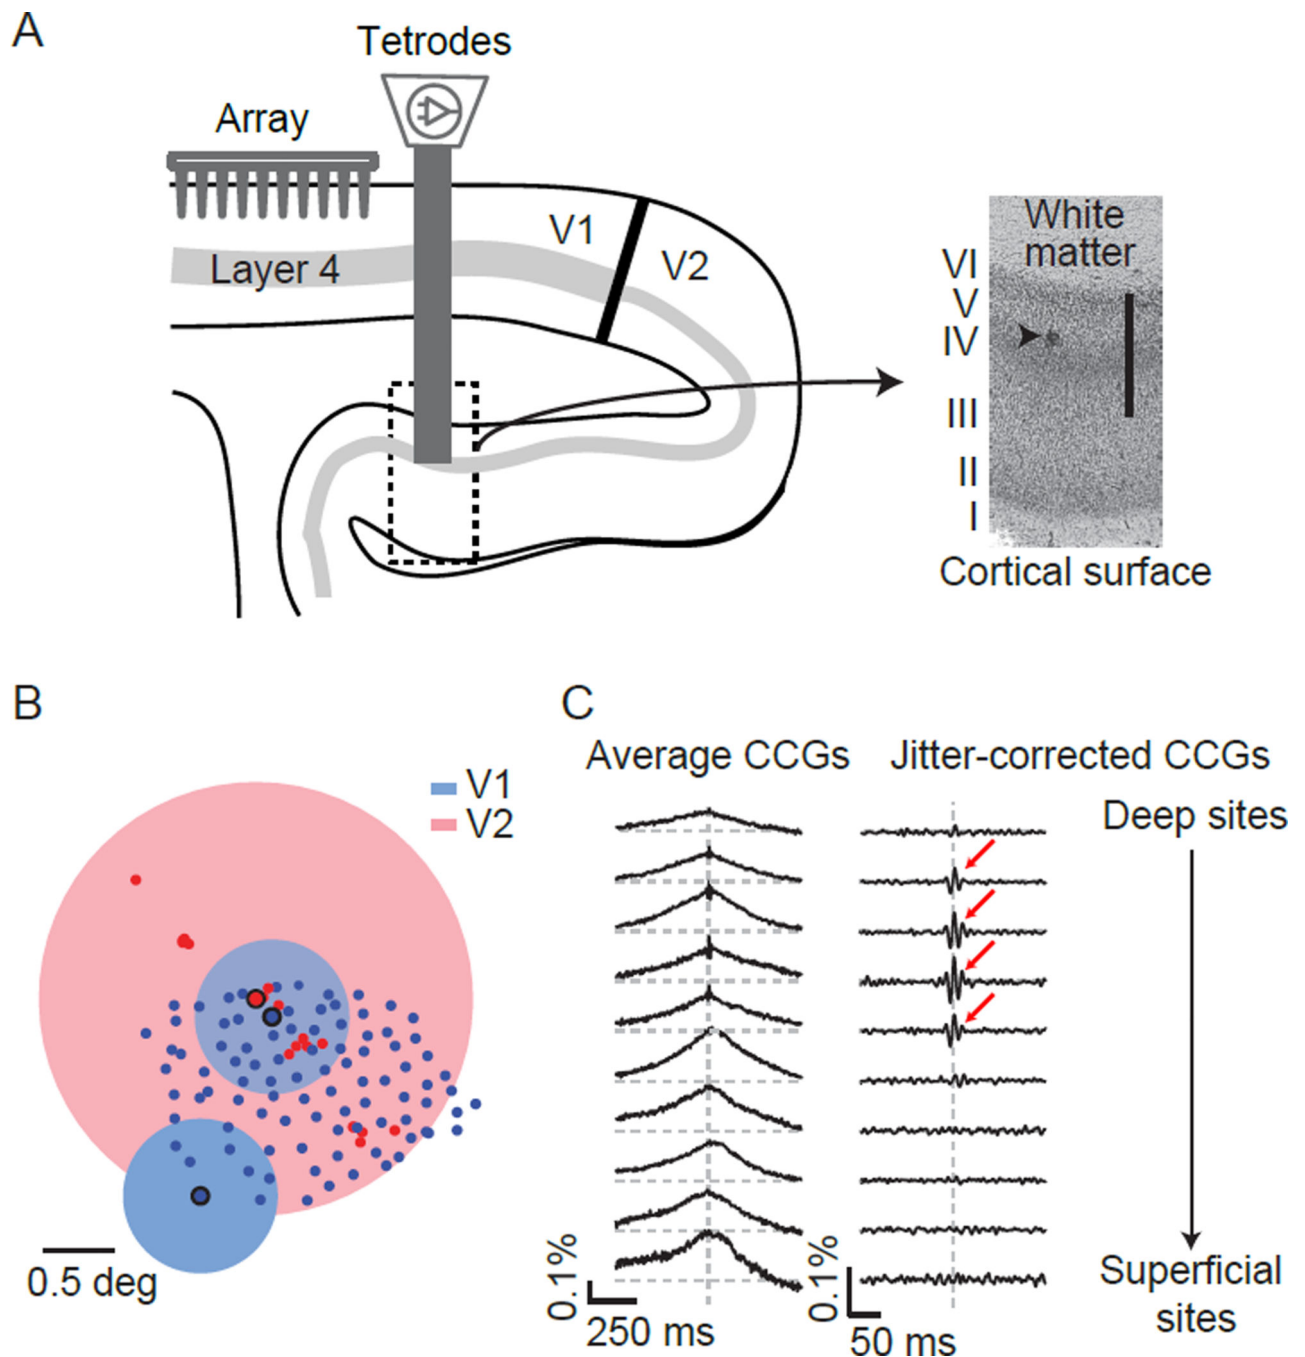 A
Tetrodes
Array
V1
V2
Layer 4
White
matter
VI
V
IV
III
II
I
Cortical surface
B
V1
V2
0.5 deg
C
Average CCGs
Jitter-corrected CCGs
Deep sites
Superficial
sites
0.1%
250 ms
0.1%
50 ms